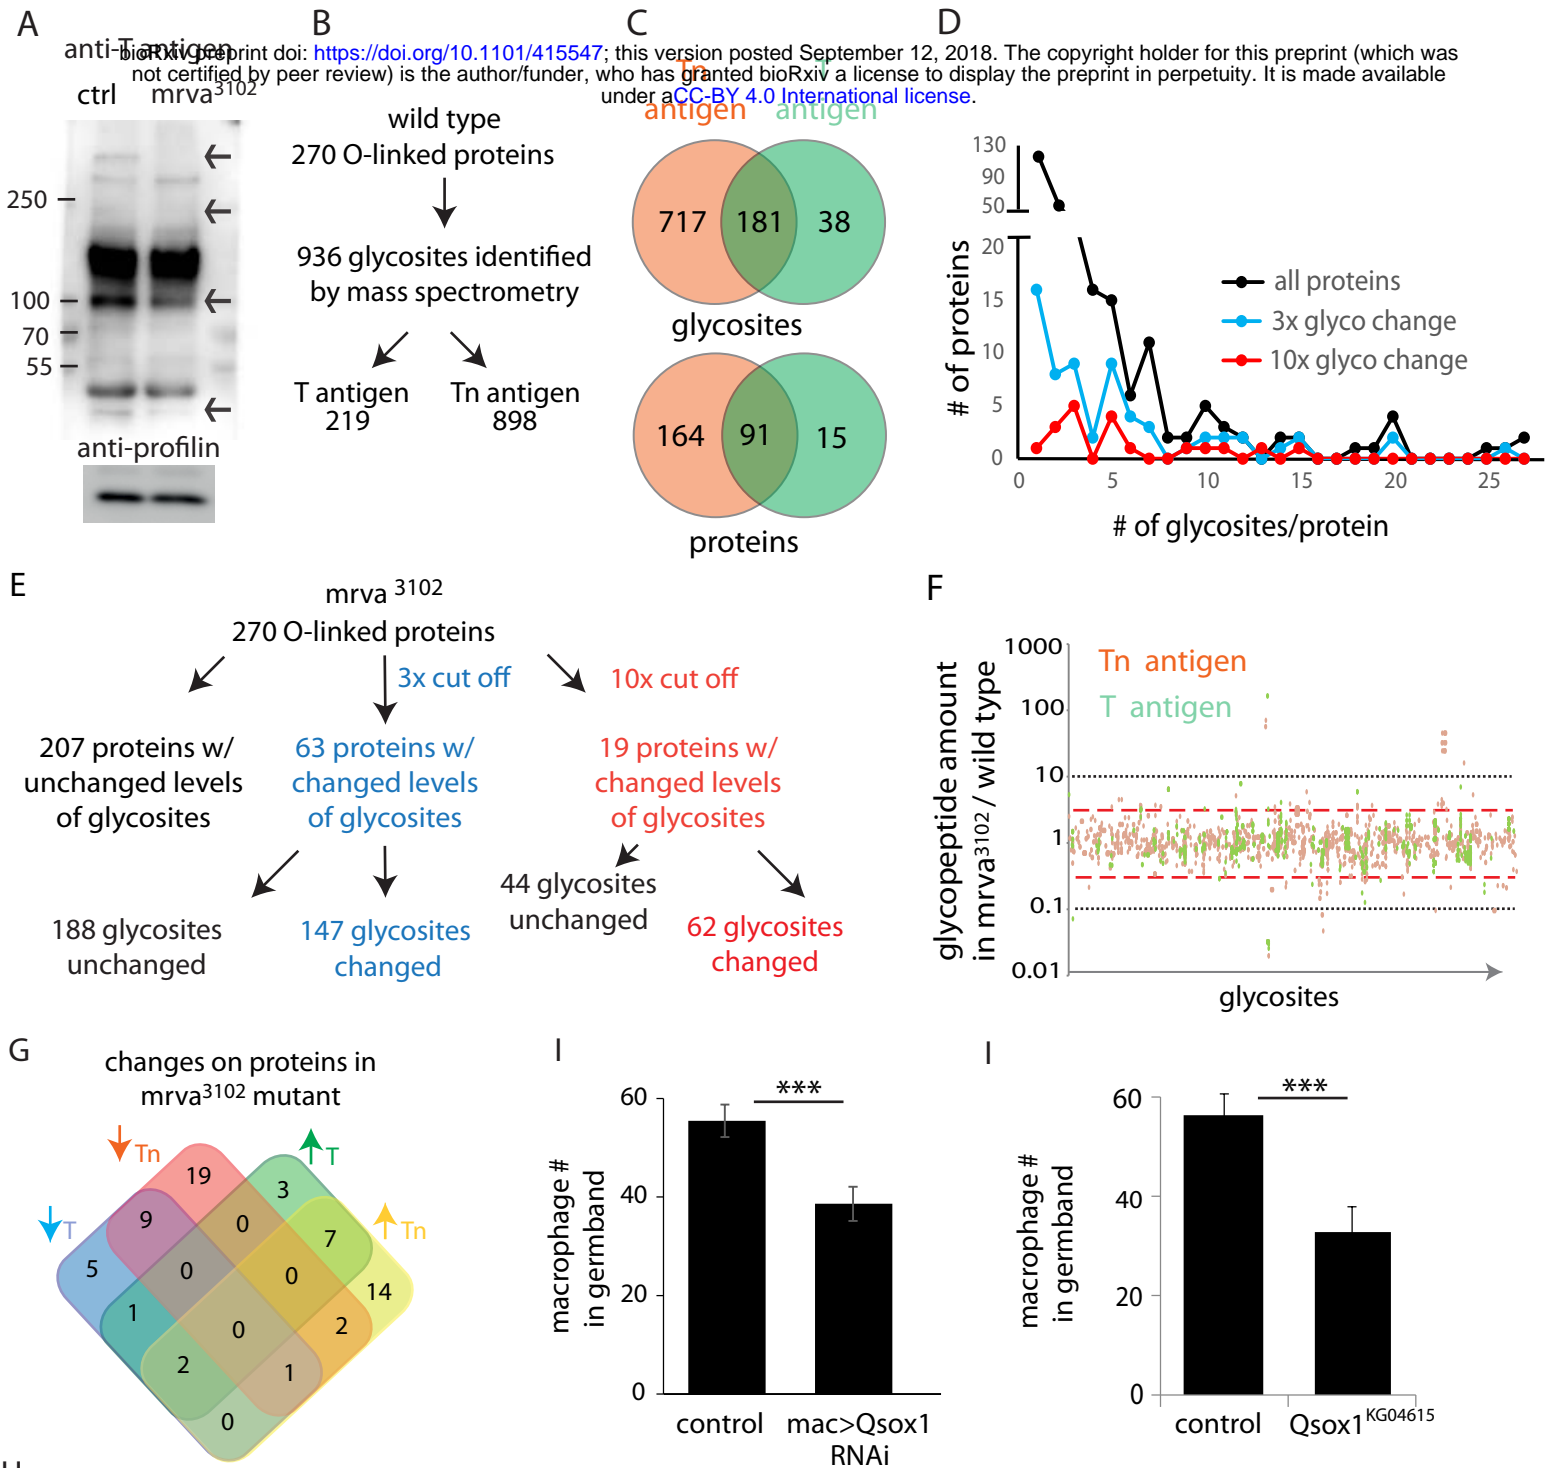 A
B
C
D
anti-T antigen
bioRxiv preprint doi: https://doi.org/10.1101/415547; this version posted September 12, 2018. The copyright holder for this preprint (which was
not certified by peer review) is the author/funder, who has granted bioRxiv a license to display the preprint in perpetuity. It is made available
under aCC-BY 4.0 International license.
ctrl mrva3102
250
100
70
55
anti-profilin
wild type
270 O-linked proteins
936 glycosites identified
by mass spectrometry
T antigen
219
Tn antigen
898
Tn
antigen
T
antigen
717 181 38
glycosites
164 91 15
proteins
# of proteins
130
90
50
20
15
10
5
0
all proteins
3x glyco change
10x glyco change
0 5 10 15 20 25
# of glycosites/protein
E
mrva 3102
270 O-linked proteins
3x cut off
10x cut off
207 proteins w/
unchanged levels
of glycosites
63 proteins w/
changed levels
of glycosites
19 proteins w/
changed levels
of glycosites
188 glycosites
unchanged
147 glycosites
changed
44 glycosites
unchanged
62 glycosites
changed
F
glycopeptide amount
in mrva3102 / wild type
1000
100
10
1
0.1
0.01
Tn antigen
T antigen
glycosites
G
changes on proteins in
mrva3102 mutant
Tn
T
T
Tn
19
3
9
0
7
5
0
0
14
1
0
2
2
1
0
I
macrophage #
in germband
60
40
20
0
***
control
mac>Qsox1
RNAi
I
macrophage #
in germband
60
40
20
0
***
control
Qsox1KG04615